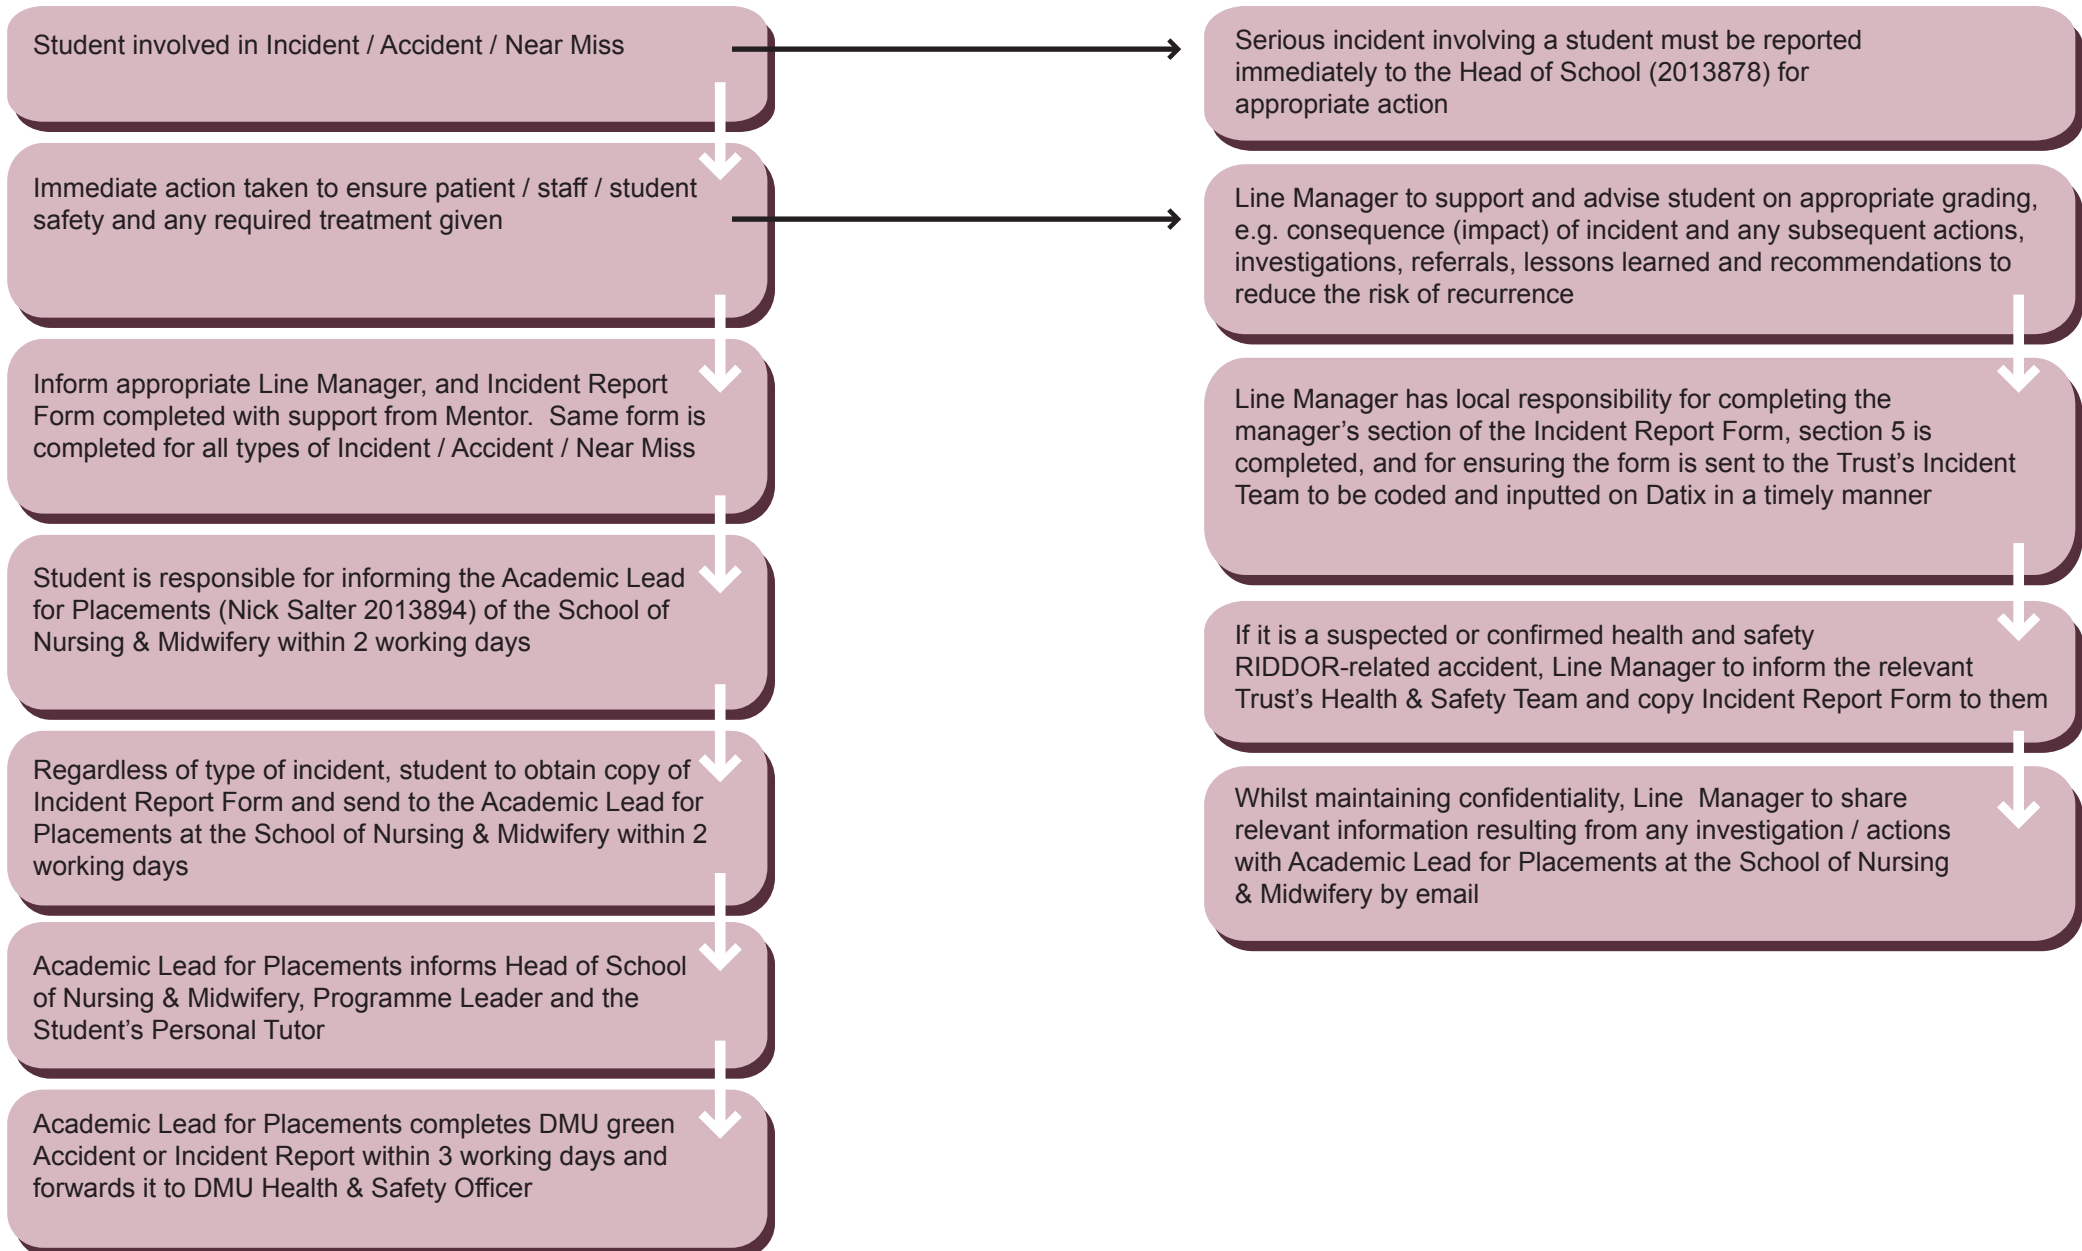 Student involved in Incident / Accident / Near Miss
Serious incident involving a student must be reported
immediately to the Head of School (2013878) for
appropriate action
Immediate action taken to ensure patient / staff / student
safety and any required treatment given
Line Manager to support and advise student on appropriate grading,
e.g. consequence (impact) of incident and any subsequent actions,
investigations, referrals, lessons learned and recommendations to
reduce the risk of recurrence
Inform appropriate Line Manager, and Incident Report
Form completed with support from Mentor.  Same form is
completed for all types of Incident / Accident / Near Miss
Line Manager has local responsibility for completing the
manager’s section of the Incident Report Form, section 5 is
completed, and for ensuring the form is sent to the Trust’s Incident
Team to be coded and inputted on Datix in a timely manner
Student is responsible for informing the Academic Lead
for Placements (Nick Salter 2013894) of the School of
Nursing & Midwifery within 2 working days
If it is a suspected or confirmed health and safety
RIDDOR-related accident, Line Manager to inform the relevant
Trust’s Health & Safety Team and copy Incident Report Form to them
Regardless of type of incident, student to obtain copy of
Incident Report Form and send to the Academic Lead for
Placements at the School of Nursing & Midwifery within 2
working days
Whilst maintaining confidentiality, Line  Manager to share
relevant information resulting from any investigation / actions
with Academic Lead for Placements at the School of Nursing
& Midwifery by email
Academic Lead for Placements informs Head of School
of Nursing & Midwifery, Programme Leader and the
Student’s Personal Tutor
Academic Lead for Placements completes DMU green
Accident or Incident Report within 3 working days and
forwards it to DMU Health & Safety Officer